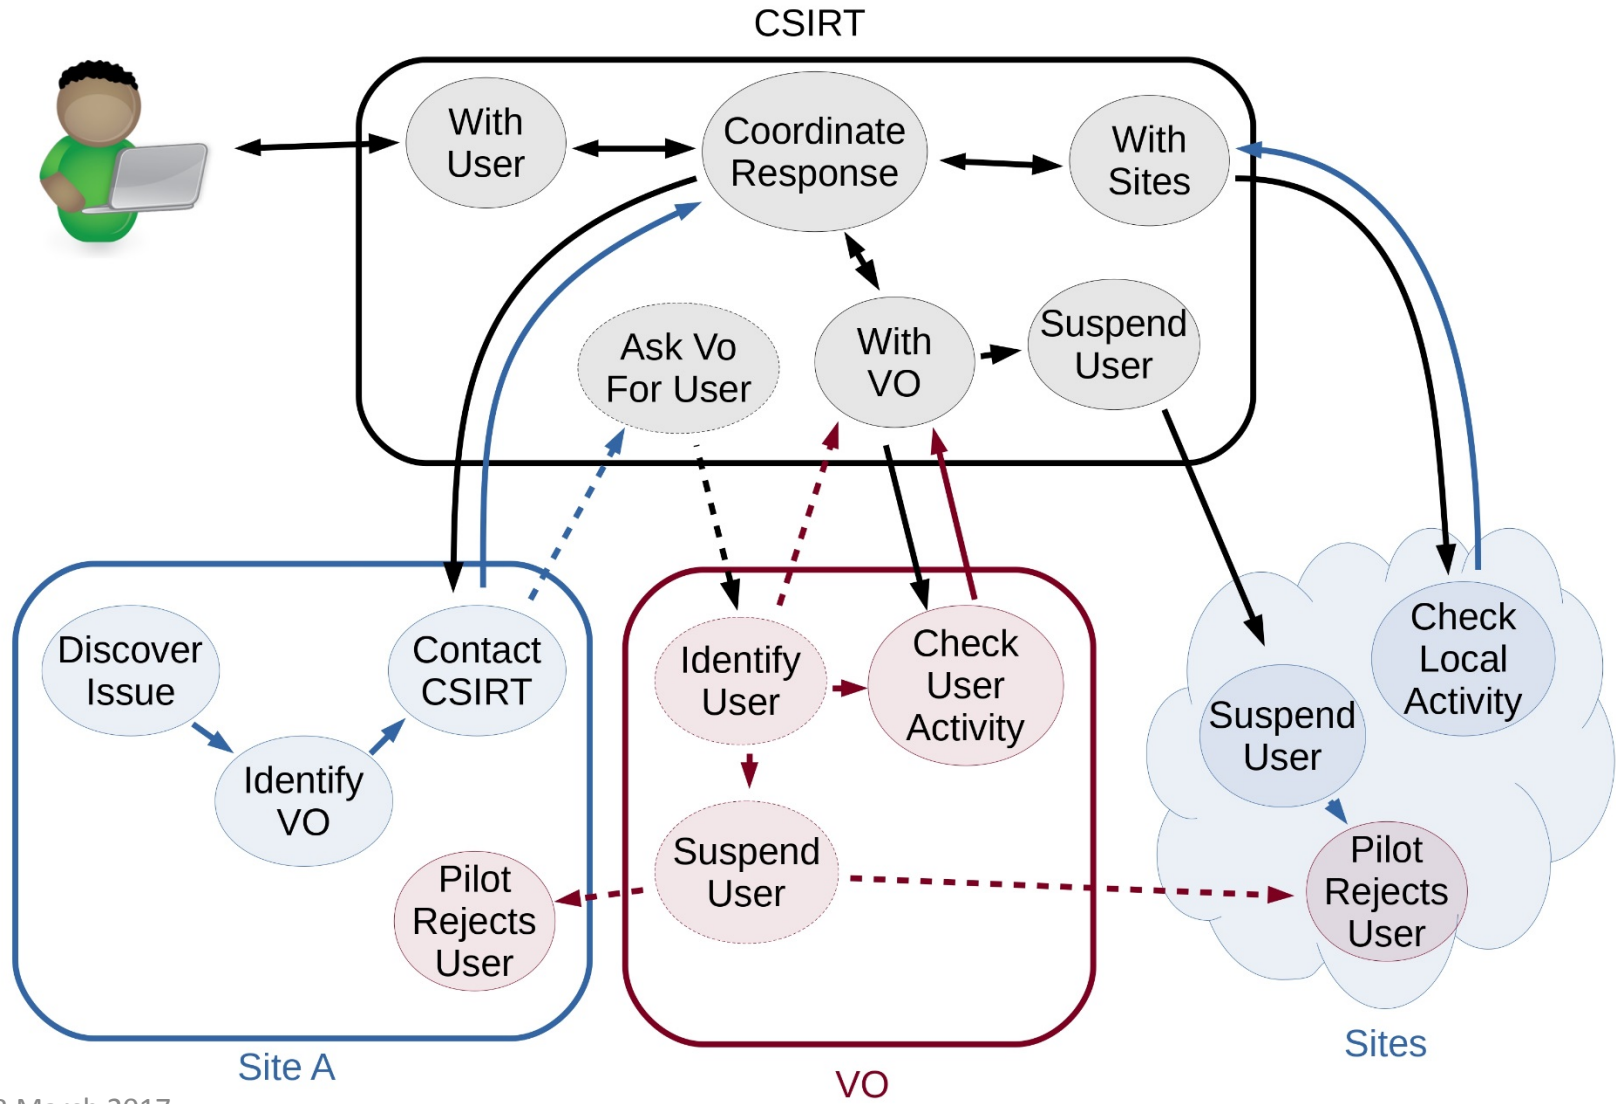 CSIRT
With
User
Coordinate
Response
With
Sites
Ask Vo
For User
With
VO
Suspend
User
Discover
Issue
Identify
VO
Contact
CSIRT
Pilot
Rejects
User
Site A
Identify
User
Check
User
Activity
Suspend
User
VO
Check
Local
Activity
Suspend
User
Pilot
Rejects
User
Sites
March 2017